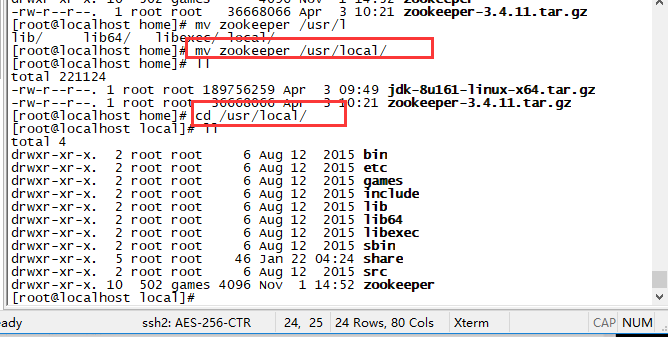 -rw-r--r--. 1 root root  36668066 Apr  3 10:21 zookeeper-3.4.11.tar.gz
[root@localhost home]# mv zookeeper /usr/l
lib/     lib64/   libexec/ local/
[root@localhost home]# mv zookeeper /usr/local/
[root@localhost home]# ll
total 221124
-rw-r--r--. 1 root root 189756259 Apr  3 09:49 jdk-8u161-linux-x64.tar.gz
-rw-r--r--. 1 root root  36668066 Apr  3 10:21 zookeeper-3.4.11.tar.gz
[root@localhost home]# cd /usr/local/
[root@localhost local]# ll
total 4
drwxr-xr-x.  2 root root     6 Aug 12  2015 bin
drwxr-xr-x.  2 root root     6 Aug 12  2015 etc
drwxr-xr-x.  2 root root     6 Aug 12  2015 games
drwxr-xr-x.  2 root root     6 Aug 12  2015 include
drwxr-xr-x.  2 root root     6 Aug 12  2015 lib
drwxr-xr-x.  2 root root     6 Aug 12  2015 lib64
drwxr-xr-x.  2 root root     6 Aug 12  2015 libexec
drwxr-xr-x.  2 root root     6 Aug 12  2015 sbin
drwxr-xr-x.  5 root root    46 Jan 22 04:24 share
drwxr-xr-x.  2 root root     6 Aug 12  2015 src
drwxr-xr-x. 10  502 games 4096 Nov  1 14:52 zookeeper
[root@localhost local]#
eady ssh2: AES-256-CTR 24, 25 24 Rows, 80 Cols Xterm CAP NUM